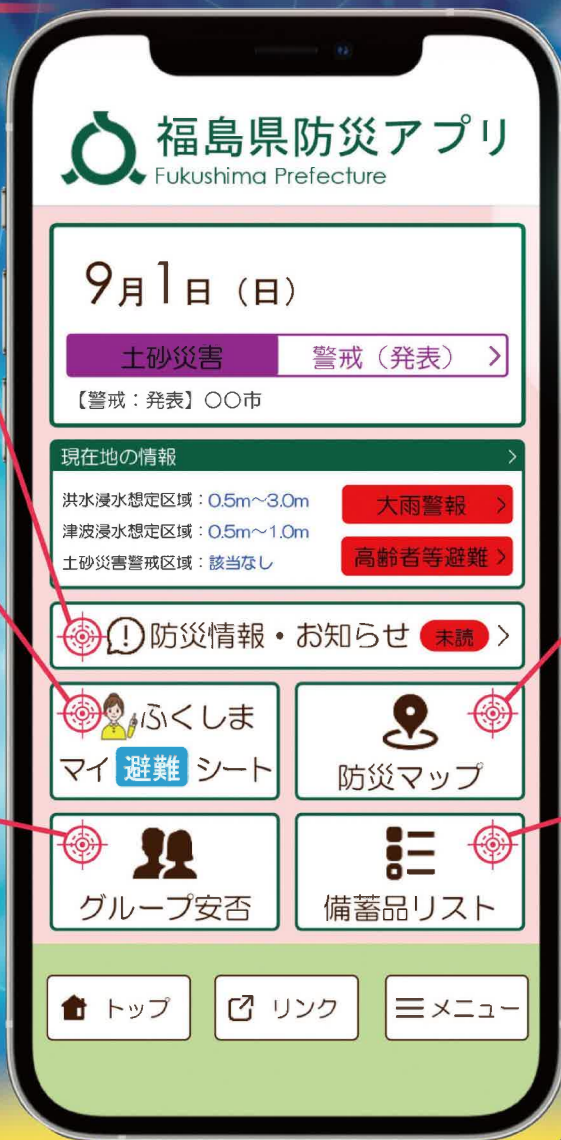 福島県防災アプリ
Fukushima Prefecture
9月1日（日）
土砂災害 警戒（発表）
【警戒：発表】〇〇市
現在地の情報
洪水浸水想定区域：0.5m～3.0m 大雨警報
津波浸水想定区域：0.5m～1.0m
土砂災害警戒区域：該当なし 高齢者等避難
防災情報・お知らせ 未読
ふくしま
マイ 避難 シート
防災マップ
グループ安否
備蓄品リスト
トップ リンク メニュー